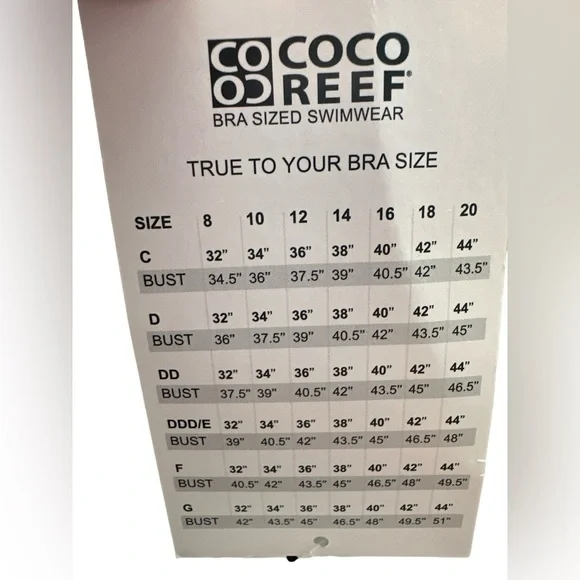 CO
CO
COCO
REEF®
BRA SIZED SWIMWEAR
TRUE TO YOUR BRA SIZE
SIZE 8 10 12 14 16 18 20
C 32" 34" 36" 38" 40" 42" 44"
BUST 34.5" 36" 37.5" 39" 40.5" 42" 43.5"
D 32" 34" 36" 38" 40" 42" 44"
BUST 36" 37.5" 39" 40.5" 42" 43.5" 45"
DD 32" 34" 36" 38" 40" 42" 44"
BUST 37.5" 39" 40.5" 42" 43.5" 45" 46.5"
DDD/E 32" 34" 36" 38" 40" 42" 44"
BUST 39" 40.5" 42" 43.5" 45" 46.5" 48"
F 32" 34" 36" 38" 40" 42" 44"
BUST 40.5" 42" 43.5" 45" 46.5" 48" 49.5"
G 32" 34" 36" 38" 40" 42" 44"
BUST 42" 43.5" 45" 46.5" 48" 49.5" 51"